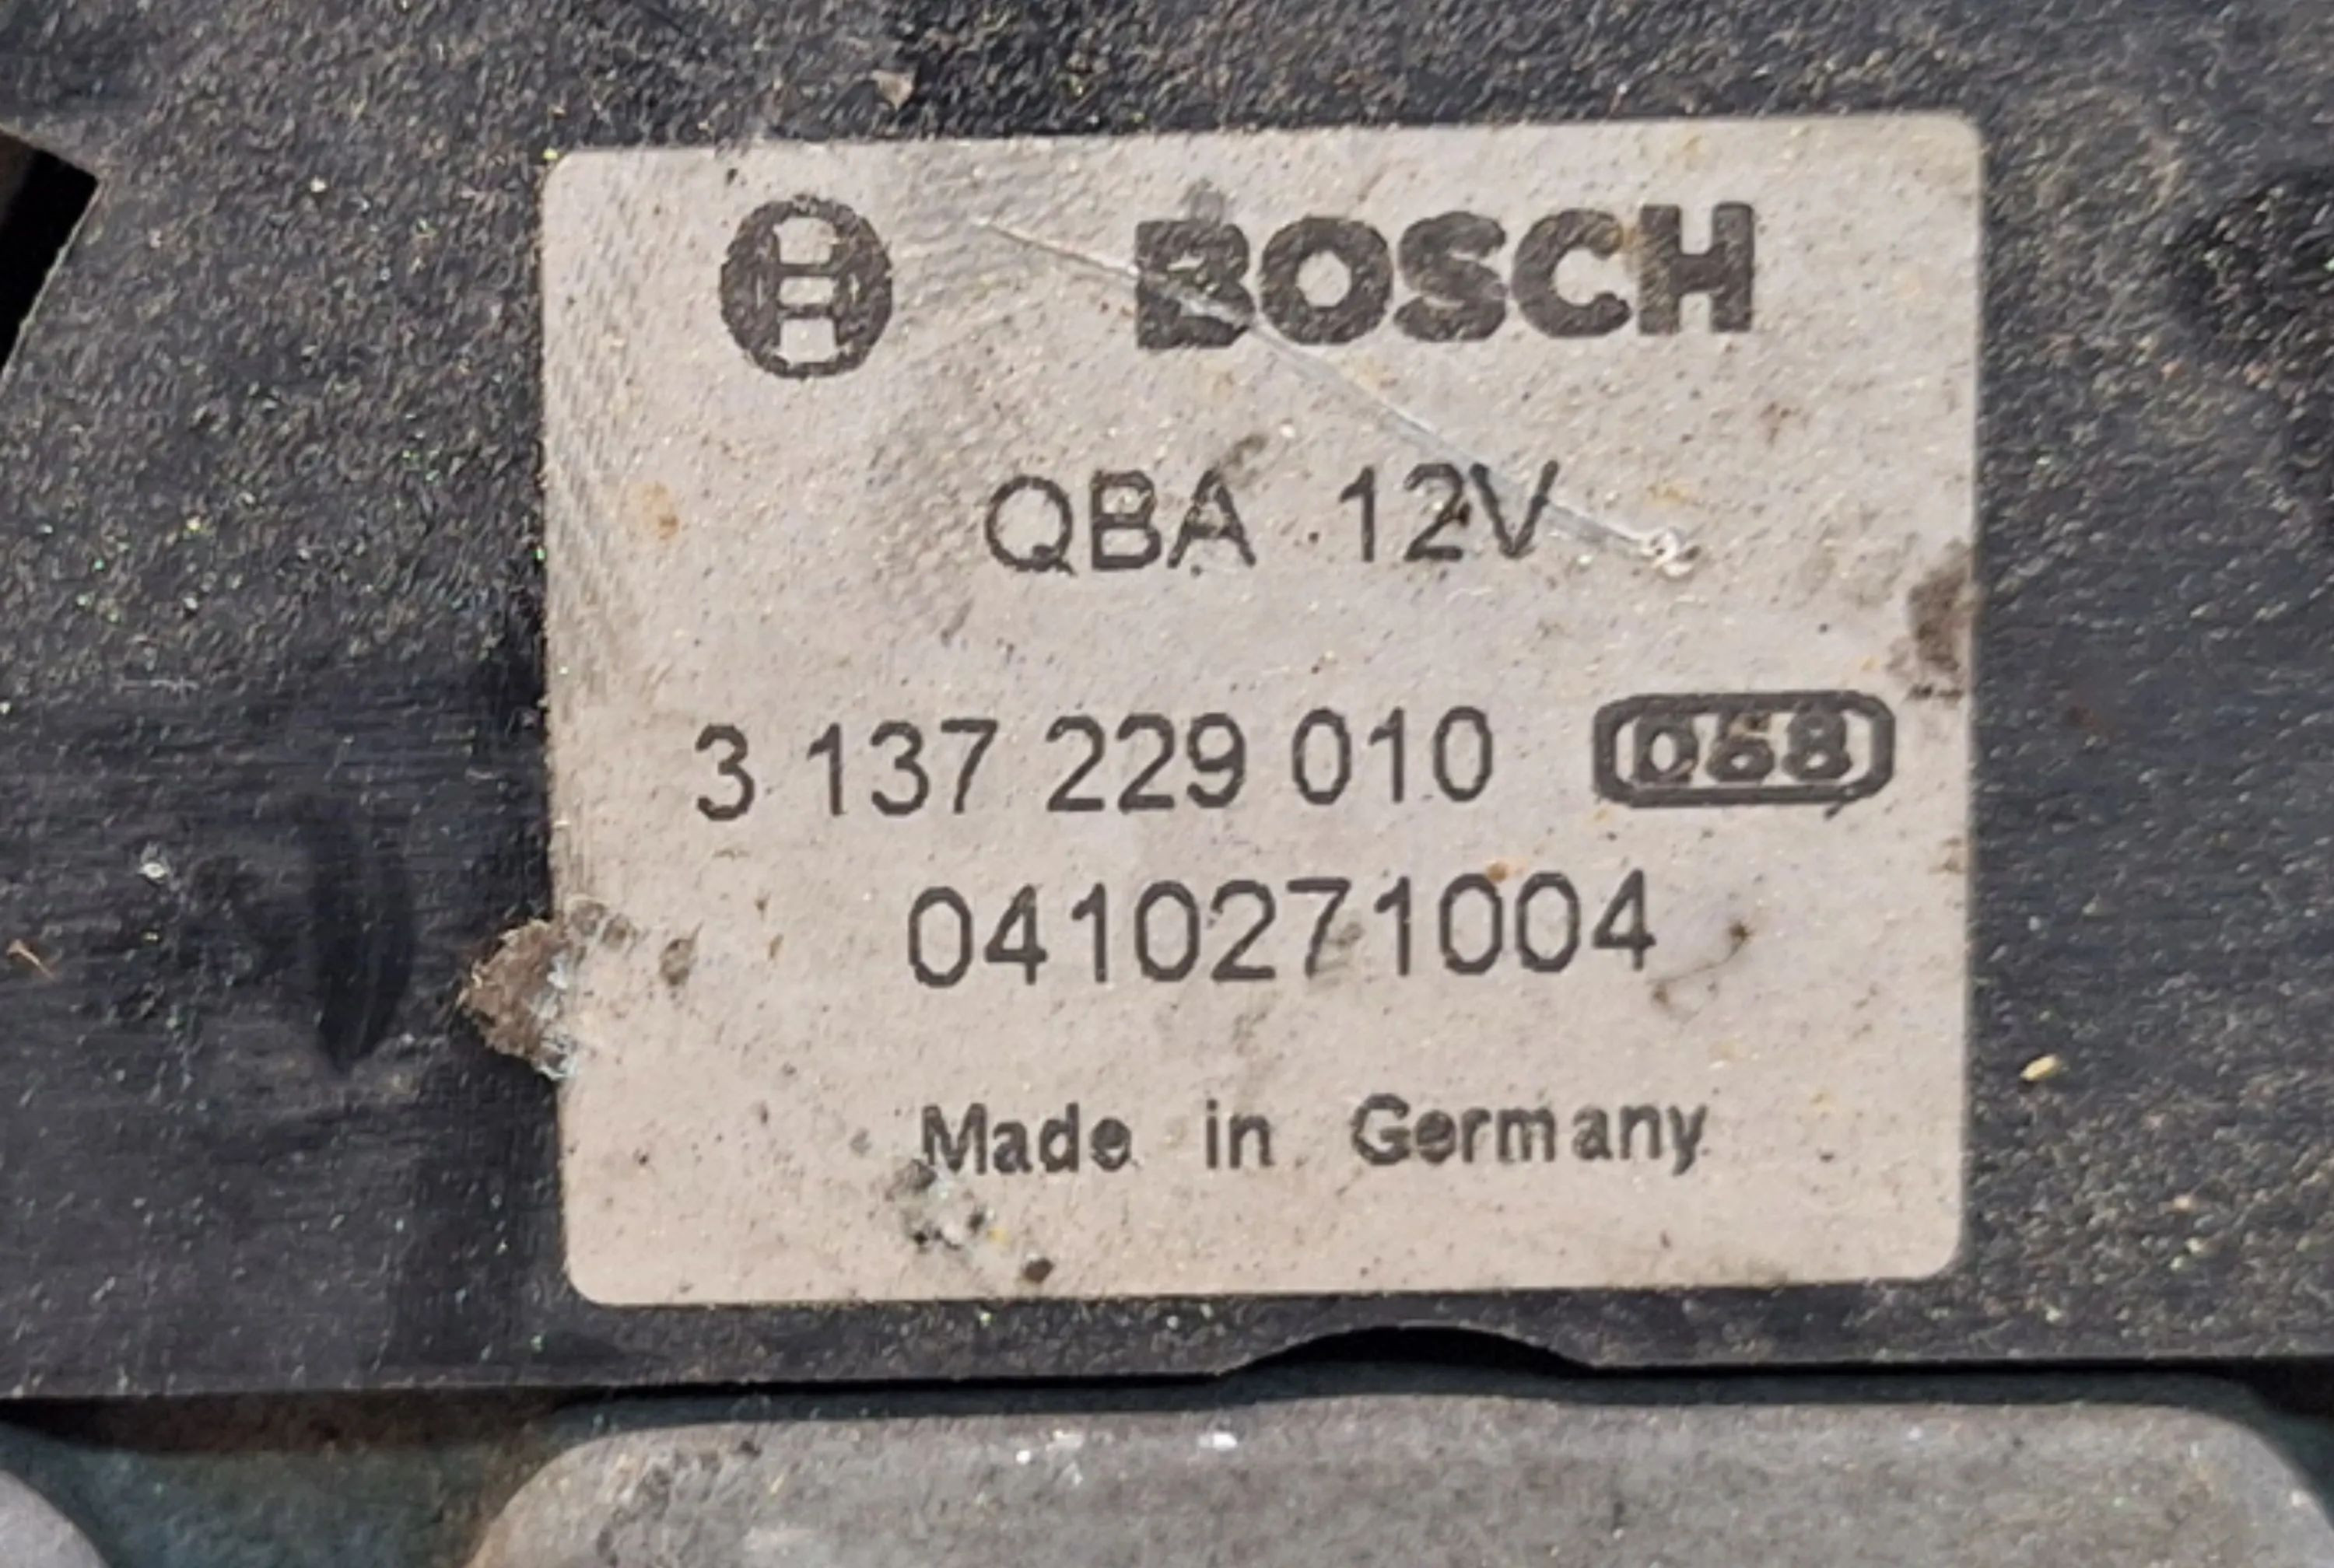 BOSCH
QBA 12V
3 137 229 010
0410271004
Made in Germany